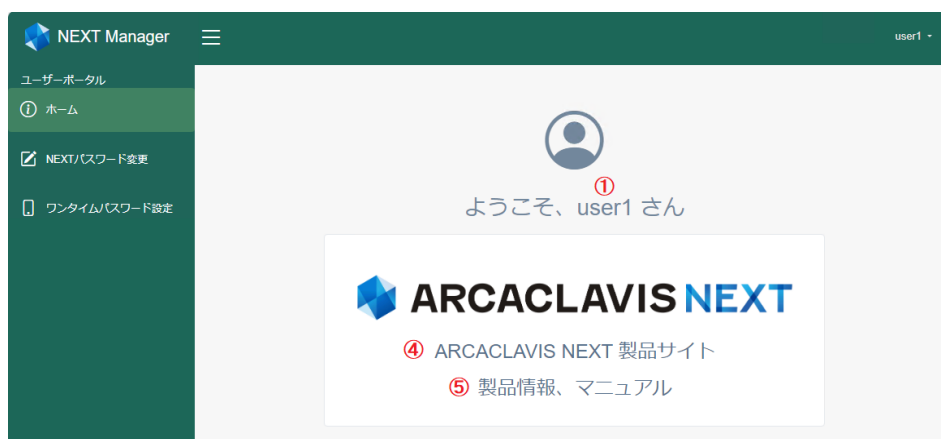 NEXT Manager
user1
ユーザーポータル
ホーム
NEXTパスワード変更
ワンタイムパスワード設定
①
ようこそ、user1 さん
ARCACLAVIS NEXT
④ ARCACLAVIS NEXT 製品サイト
⑤ 製品情報、マニュアル